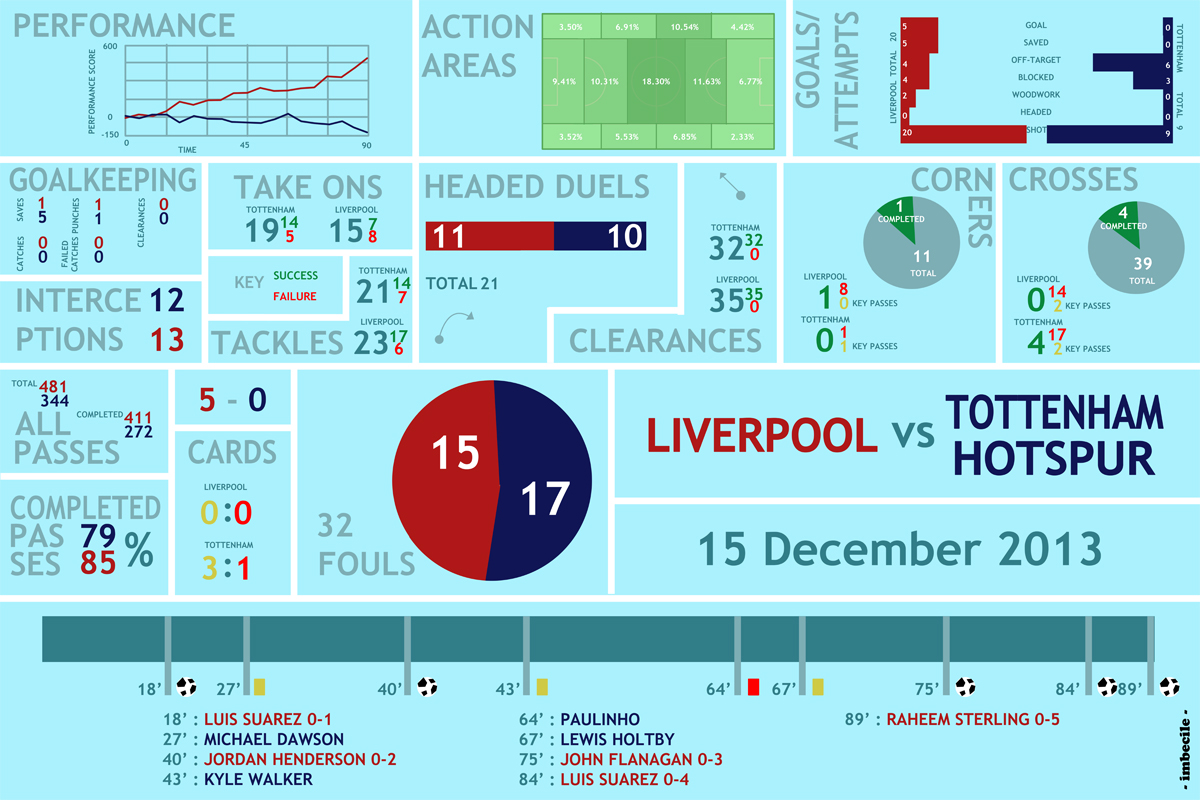 PERFORMANCE
PERFORMANCE SCORE
600
0
-150
0
45
90
TIME
ACTION
AREAS
3.50%
6.91%
10.54%
4.42%
9.41%
10.31%
18.30%
11.63%
6.77%
3.52%
5.53%
6.85%
2.33%
GOALS/
ATTEMPTS
LIVERPOOL TOTAL 20
5
5
4
4
2
0
20
GOAL
SAVED
OFF-TARGET
BLOCKED
WOODWORK
HEADED
SHOT
0
0
6
3
0
0
9
TOTTENHAM TOTAL 9
GOALKEEPING
SAVES
1
5
PUNCHES
1
1
CLEARANCES
0
0
CATCHES
0
0
FAILED
CATCHES
0
0
TAKE ONS
TOTTENHAM
19 14
5
LIVERPOOL
15 7
8
KEY
SUCCESS
FAILURE
TOTTENHAM
21 14
7
LIVERPOOL
23 17
6
TACKLES
HEADED DUELS
11
10
TOTAL 21
TOTTENHAM
32 32
0
LIVERPOOL
35 35
0
CLEARANCES
CORN
NERS
1
COMPLETED
11
TOTAL
LIVERPOOL
1 8
0 KEY PASSES
TOTTENHAM
0 1
1 KEY PASSES
CROSSES
4
COMPLETED
39
TOTAL
LIVERPOOL
0 14
2 KEY PASSES
TOTTENHAM
4 17
2 KEY PASSES
INTERCE 12
PTIONS 13
TOTAL 481
344
COMPLETED 411
272
ALL
PASSES
5 - 0
CARDS
LIVERPOOL
0:0
TOTTENHAM
3:1
COMPLETED
PAS 79
SES 85 %
15
17
32
FOULS
LIVERPOOL vs TOTTENHAM
HOTSPUR
15 December 2013
18’
27’
40’
43’
64’
67’
75’
84’
89’
18’ : LUIS SUAREZ 0-1
27’ : MICHAEL DAWSON
40’ : JORDAN HENDERSON 0-2
43’ : KYLE WALKER
64’ : PAULINHO
67’ : LEWIS HOLTBY
75’ : JOHN FLANAGAN 0-3
84’ : LUIS SUAREZ 0-4
89’ : RAHEEM STERLING 0-5
- imbecile -